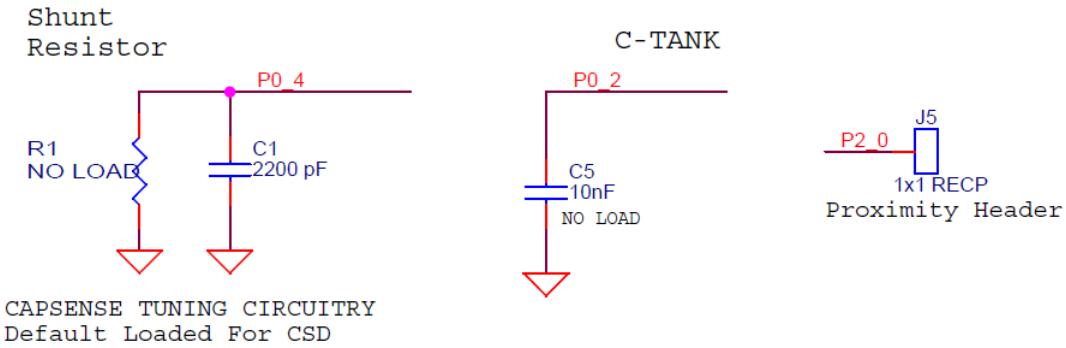 Shunt
Resistor
P0_4
R1
NO LOAD
C1
2200 pF
CAPSENSE TUNING CIRCUITRY
Default Loaded For CSD
C-TANK
P0_2
C5
10nF
NO LOAD
P2_0
J5
1x1 RECP
Proximity Header